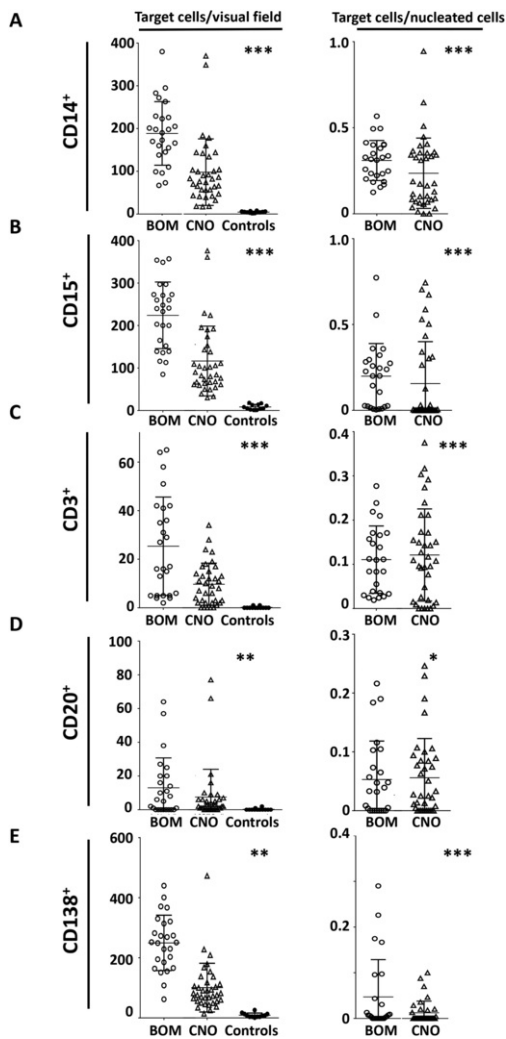 Target cells/visual field Target cells/nucleated cells
A
CD14+
400 *** 1.0 ***
300
200 0.5
100
0 0
BOM CNO Controls BOM CNO
B
CD15+
400 *** 1.0 ***
300
200 0.5
100
0 0
BOM CNO Controls BOM CNO
C
CD3+
60 *** 0.4 ***
0.3
40
0.2
20
0.1
0 0
BOM CNO Controls BOM CNO
D
CD20+
100 ** 0.3 *
80
60 0.2
40
0.1
20
0 0
BOM CNO Controls BOM CNO
E
CD138+
600 ** 0.4 ***
400
0.2
200
0 0
BOM CNO Controls BOM CNO